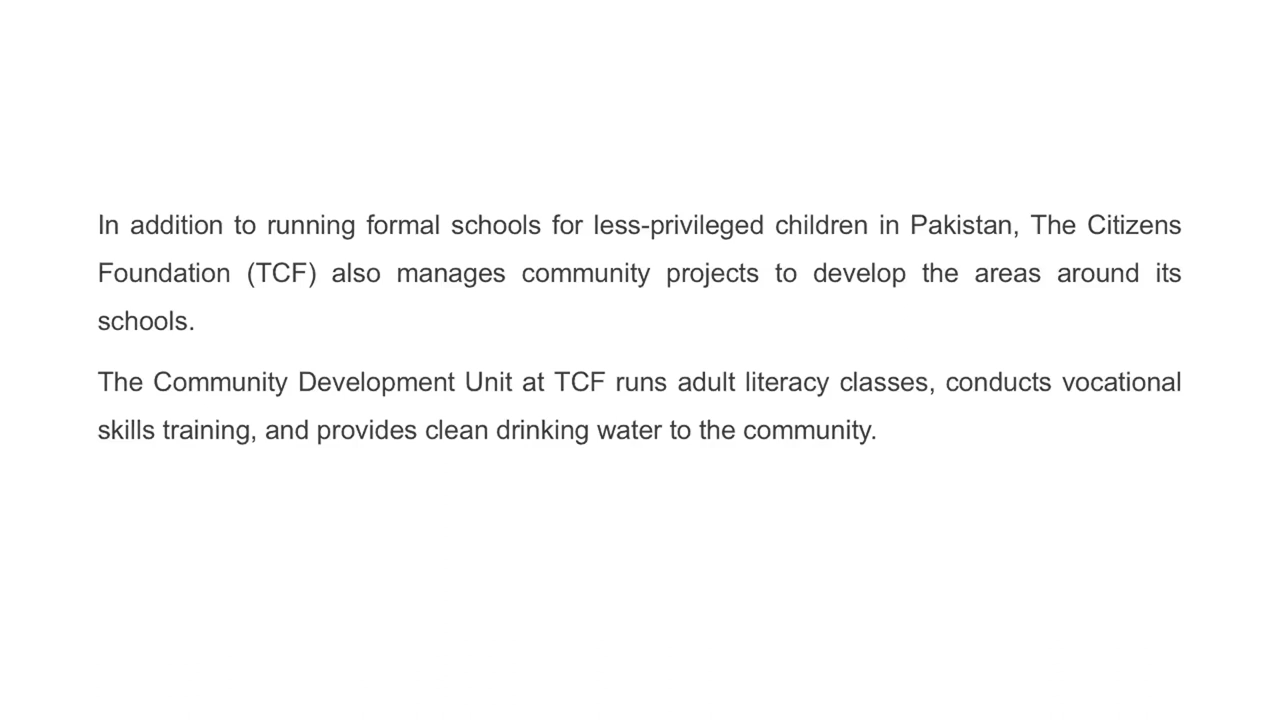 In addition to running formal schools for less-privileged children in Pakistan, The Citizens
Foundation (TCF) also manages community projects to develop the areas around its
schools.
The Community Development Unit at TCF runs adult literacy classes, conducts vocational
skills training, and provides clean drinking water to the community.